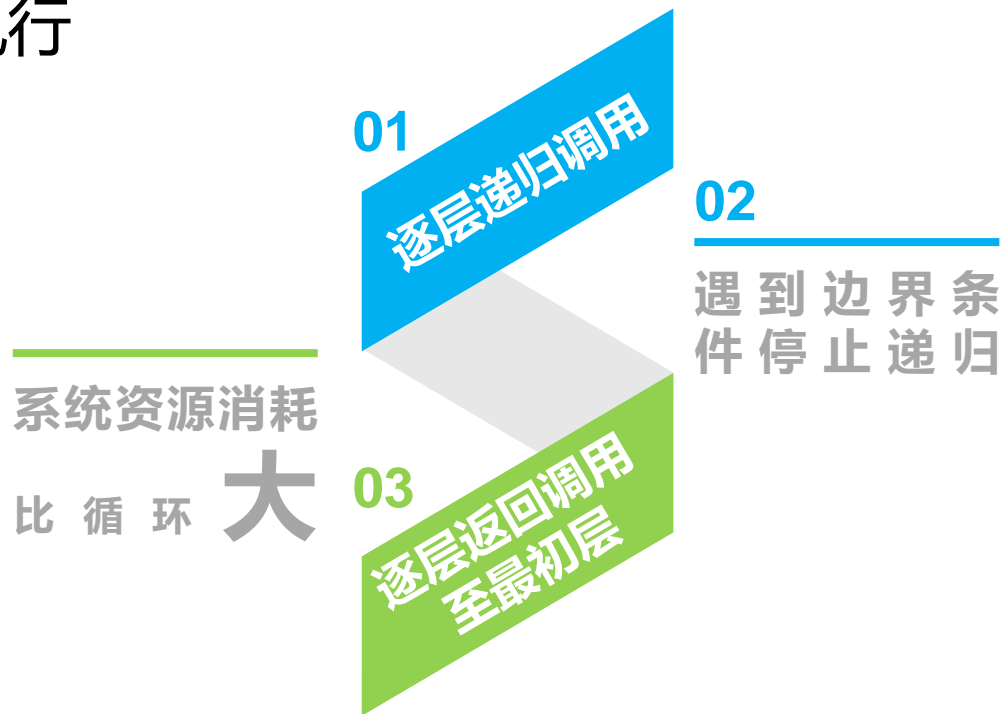 行
01
逐层递归调用
02
遇到边界条
件停止递归
系统资源消耗
比循环大
03
逐层返回调用
至最初层